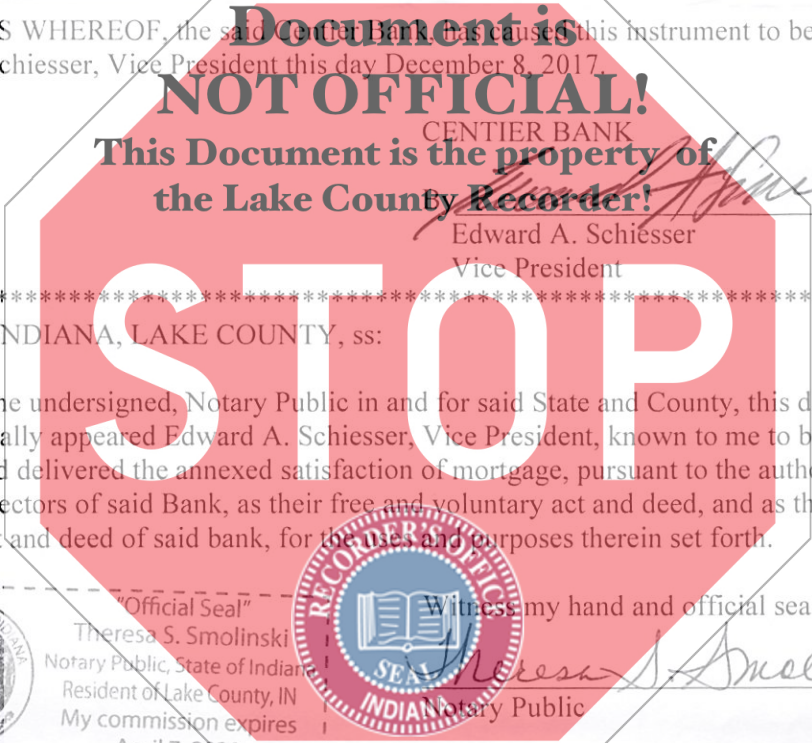 Document is
S WHEREOF, the said Centier Bank, has caused this instrument to be
chiesser, Vice President this day December 8, 2017.
NOT OFFICIAL!
CENTIER BANK
This Document is the property of
the Lake County Recorder!
By
Edward A. Schiesser
Vice President
STOP
NDIANA, LAKE COUNTY, ss:
he undersigned, Notary Public in and for said State and County, this d
ally appeared Edward A. Schiesser, Vice President, known to me to b
d delivered the annexed satisfaction of mortgage, pursuant to the autho
ectors of said Bank, as their free and voluntary act and deed, and as th
t and deed of said bank, for the uses and purposes therein set forth.
RECORDER'S OFFICE
SEAL
INDIANA
"Official Seal"
Theresa S. Smolinski
Notary Public, State of Indiana
Resident of Lake County, IN
My commission expires
Witness my hand and official sea
Theresa S. Smol
Notary Public